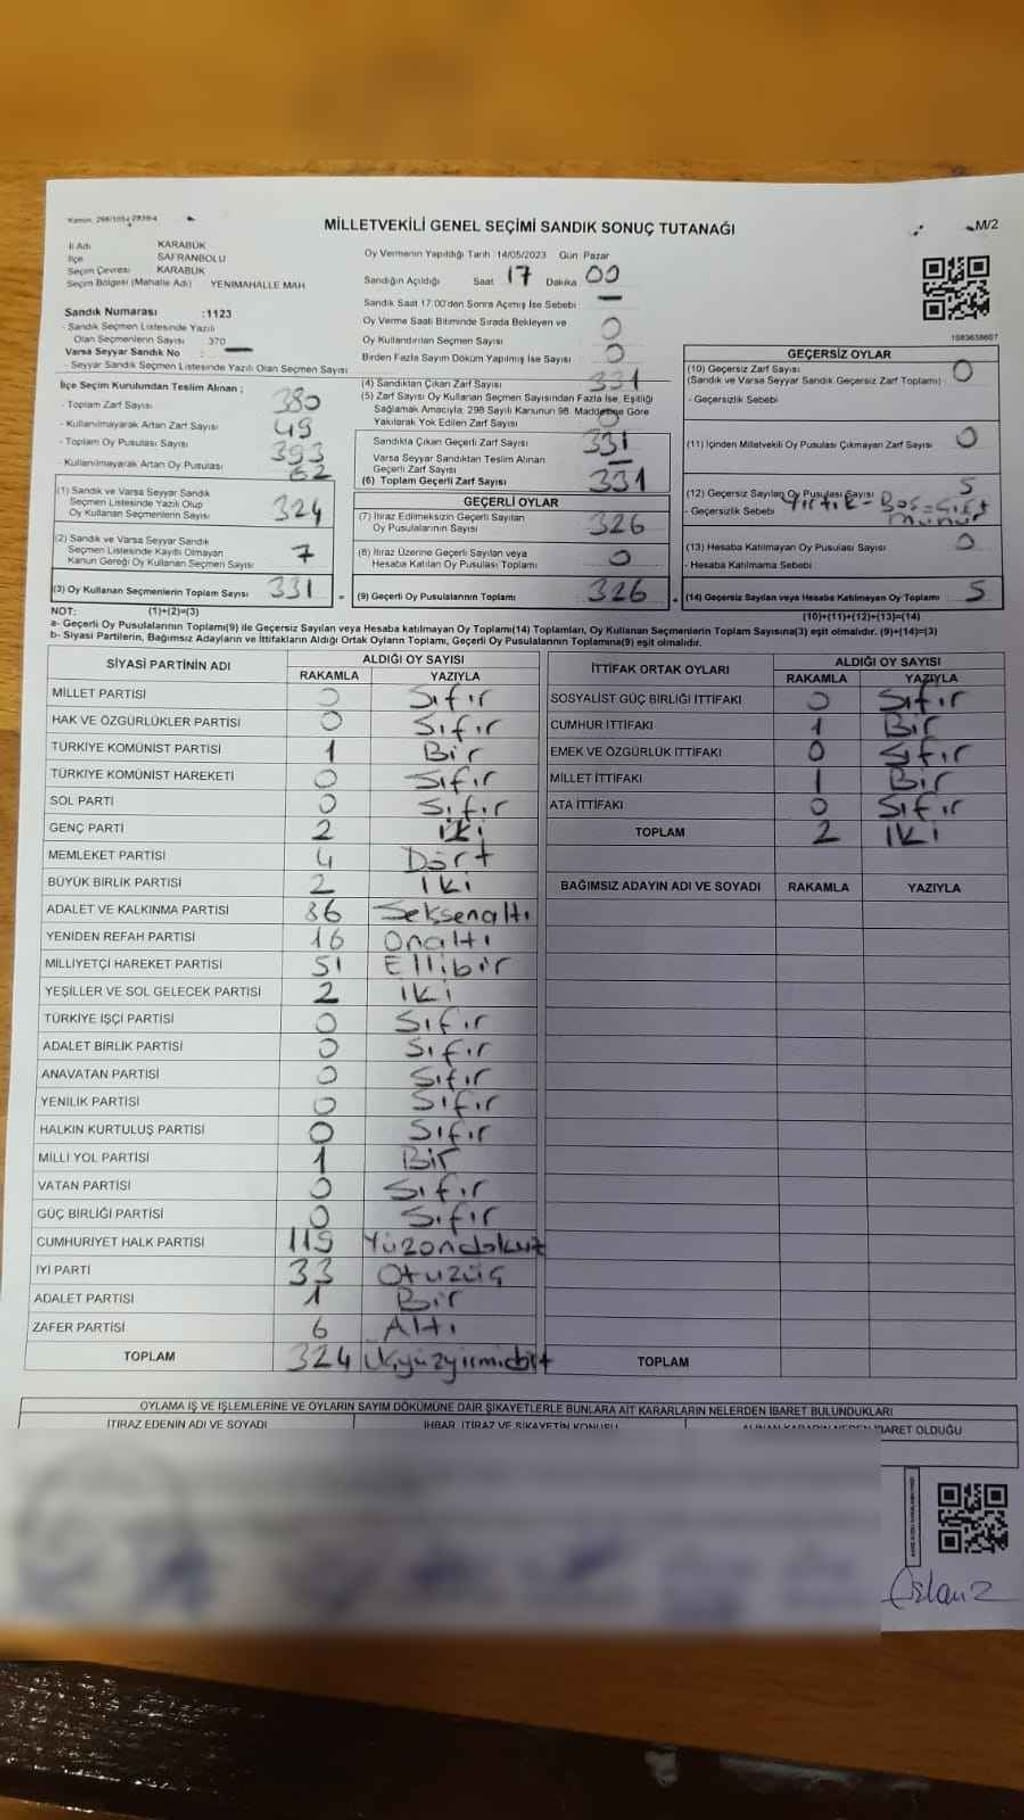 MİLLETVEKİLİ GENEL SEÇİMİ SANDIK SONUÇ TUTANAĞI
M/2
İl Adı KARABÜK
İlçe SAFRANBOLU
Seçim Çevresi KARABÜK
Seçim Bölgesi (Mahalle Adı) YENİMAHALLE MAH.
Oy Vermenin Yapıldığı Tarih :14/05/2023 Gün Pazar
Sandığın Açıldığı Saat 17 Dakika 00
Sandık Saat 17:00'den Sonra Açılmış İse Sebebi —
Oy Verme Saati Bitiminde Sırada Bekleyen ve
Oy Kullandırılan Seçmen Sayısı 0
Birden Fazla Sayım Döküm Yapılmış İse Sayısı 0
Sandık Numarası :1123
- Sandık Seçmen Listesinde Yazılı
Olan Seçmenlerin Sayısı 370
Varsa Seyyar Sandık No : —
- Seyyar Sandık Seçmen Listesinde Yazılı Olan Seçmen Sayısı
İlçe Seçim Kurulundan Teslim Alınan ;
- Toplam Zarf Sayısı 380
- Kullanılmayarak Artan Zarf Sayısı 49
- Toplam Oy Pusulası Sayısı 393
- Kullanılmayarak Artan Oy Pusulası 62
(1) Sandık ve Varsa Seyyar Sandık
Seçmen Listesinde Yazılı Olup
Oy Kullanan Seçmenlerin Sayısı 324
(2) Sandık ve Varsa Seyyar Sandık
Seçmen Listesinde Kayıtlı Olmayan
Kanun Gereği Oy Kullanan Seçmen Sayısı 7
(3) Oy Kullanan Seçmenlerin Toplam Sayısı 331
(1)+(2)=(3)
(4) Sandıktan Çıkan Zarf Sayısı 331
(5) Zarf Sayısı Oy Kullanan Seçmen Sayısından Fazla İse, Eşitliği
Sağlamak Amacıyla; 298 Sayılı Kanunun 98. Maddesine Göre
Yakılarak Yok Edilen Zarf Sayısı 0
Sandıkta Çıkan Geçerli Zarf Sayısı 331
Varsa Seyyar Sandıktan Teslim Alınan
Geçerli Zarf Sayısı —
(6) Toplam Geçerli Zarf Sayısı 331
GEÇERLİ OYLAR
(7) İtiraz Edilmeksizin Geçerli Sayılan
Oy Pusulalarının Sayısı 326
(8) İtiraz Üzerine Geçerli Sayılan veya
Hesaba Katılan Oy Pusulası Toplamı 0
(9) Geçerli Oy Pusulalarının Toplamı 326
GEÇERSİZ OYLAR
(10) Geçersiz Zarf Sayısı 0
(Sandık ve Varsa Seyyar Sandık Geçersiz Zarf Toplamı)
- Geçersizlik Sebebi
(11) İçinden Milletvekili Oy Pusulası Çıkmayan Zarf Sayısı 0
(12) Geçersiz Sayılan Oy Pusulası Sayısı 5
- Geçersizlik Sebebi Yırtık - Boş - Çift mühür
(13) Hesaba Katılmayan Oy Pusulası Sayısı 0
- Hesaba Katılmama Sebebi
(14) Geçersiz Sayılan veya Hesaba Katılmayan Oy Toplamı 5
(10)+(11)+(12)+(13)=(14)
NOT:
a- Geçerli Oy Pusulalarının Toplamı(9) ile Geçersiz Sayılan veya Hesaba katılmayan Oy Toplamı(14) Toplamları, Oy Kullanan Seçmenlerin Toplam Sayısına(3) eşit olmalıdır. (9)+(14)=(3)
b- Siyasi Partilerin, Bağımsız Adayların ve İttifakların Aldığı Ortak Oyların Toplamı, Geçerli Oy Pusulalarının Toplamına(9) eşit olmalıdır.
SİYASİ PARTİNİN ADI ALDIĞI OY SAYISI
RAKAMLA YAZIYLA
MİLLET PARTİSİ 0 Sıfır
HAK VE ÖZGÜRLÜKLER PARTİSİ 0 Sıfır
TÜRKİYE KOMÜNİST PARTİSİ 1 Bir
TÜRKİYE KOMÜNİST HAREKETİ 0 Sıfır
SOL PARTİ 0 Sıfır
GENÇ PARTİ 2 iki
MEMLEKET PARTİSİ 4 Dört
BÜYÜK BİRLİK PARTİSİ 2 İki
ADALET VE KALKINMA PARTİSİ 86 Seksenaltı
YENİDEN REFAH PARTİSİ 16 Onaltı
MİLLİYETÇİ HAREKET PARTİSİ 51 Ellibir
YEŞİLLER VE SOL GELECEK PARTİSİ 2 iki
TÜRKİYE İŞÇİ PARTİSİ 0 Sıfır
ADALET BİRLİK PARTİSİ 0 Sıfır
ANAVATAN PARTİSİ 0 Sıfır
YENİLİK PARTİSİ 0 Sıfır
HALKIN KURTULUŞ PARTİSİ 0 Sıfır
MİLLİ YOL PARTİSİ 1 Bir
VATAN PARTİSİ 0 Sıfır
GÜÇ BİRLİĞİ PARTİSİ 0 Sıfır
CUMHURİYET HALK PARTİSİ 119 Yüzondokuz
İYİ PARTİ 33 Otuzüç
ADALET PARTİSİ 1 Bir
ZAFER PARTİSİ 6 Altı
TOPLAM 324 Üçyüzyirmidört
İTTİFAK ORTAK OYLARI ALDIĞI OY SAYISI
RAKAMLA YAZIYLA
SOSYALİST GÜÇ BİRLİĞİ İTTİFAKI 0 Sıfır
CUMHUR İTTİFAKI 1 Bir
EMEK VE ÖZGÜRLÜK İTTİFAKI 0 Sıfır
MİLLET İTTİFAKI 1 Bir
ATA İTTİFAKI 0 Sıfır
TOPLAM 2 İKİ
BAĞIMSIZ ADAYIN ADI VE SOYADI RAKAMLA YAZIYLA
TOPLAM
OYLAMA İŞ VE İŞLEMLERİNE VE OYLARIN SAYIM DÖKÜMÜNE DAİR ŞİKAYETLERLE BUNLARA AİT KARARLARIN NELERDEN İBARET BULUNDUKLARI
İTİRAZ EDENİN ADI VE SOYADI İHBAR, İTİRAZ VE ŞİKAYETİN KONUSU ALINAN KARARIN NEDEN İBARET OLDUĞU